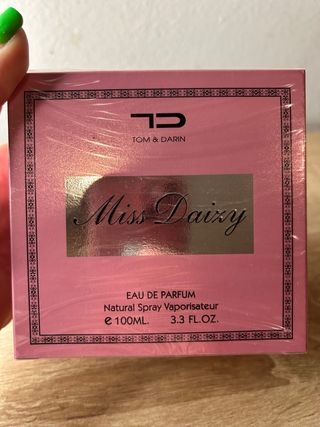 TD
TOM & DARIN
Miss Daizy
EAU DE PARFUM
Natural Spray Vaporisateur
e 100ML. 3.3 FL.OZ.